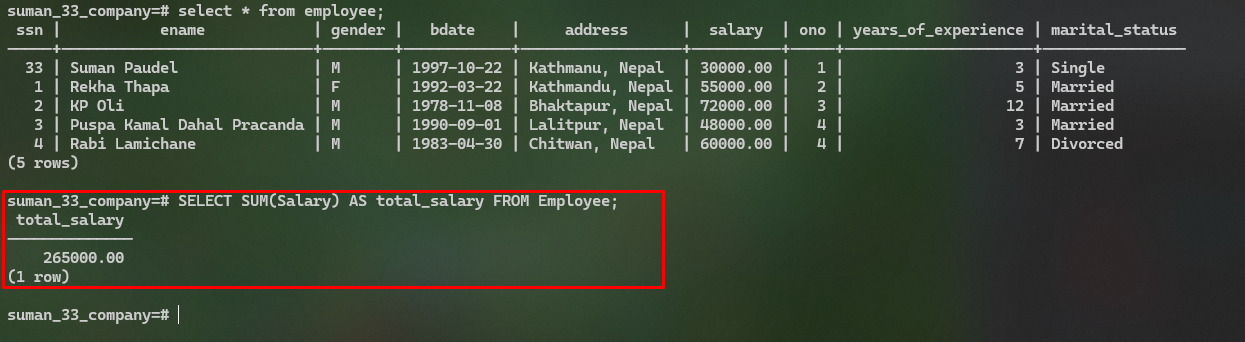 suman_33_company=# select * from employee;
 ssn |           ename            | gender |   bdate    |     address      |  salary  | ono | years_of_experience | marital_status
-----+----------------------------+--------+------------+------------------+----------+-----+---------------------+----------------
  33 | Suman Paudel               | M      | 1997-10-22 | Kathmanu, Nepal  | 30000.00 |   1 |                   3 | Single
   1 | Rekha Thapa                | F      | 1992-03-22 | Kathmandu, Nepal | 55000.00 |   2 |                   5 | Married
   2 | KP Oli                     | M      | 1978-11-08 | Bhaktapur, Nepal | 72000.00 |   3 |                  12 | Married
   3 | Puspa Kamal Dahal Pracanda | M      | 1990-09-01 | Lalitpur, Nepal  | 48000.00 |   4 |                   3 | Married
   4 | Rabi Lamichane             | M      | 1983-04-30 | Chitwan, Nepal   | 60000.00 |   4 |                   7 | Divorced
(5 rows)
suman_33_company=# SELECT SUM(Salary) AS total_salary FROM Employee;
 total_salary
--------------
    265000.00
(1 row)
suman_33_company=#